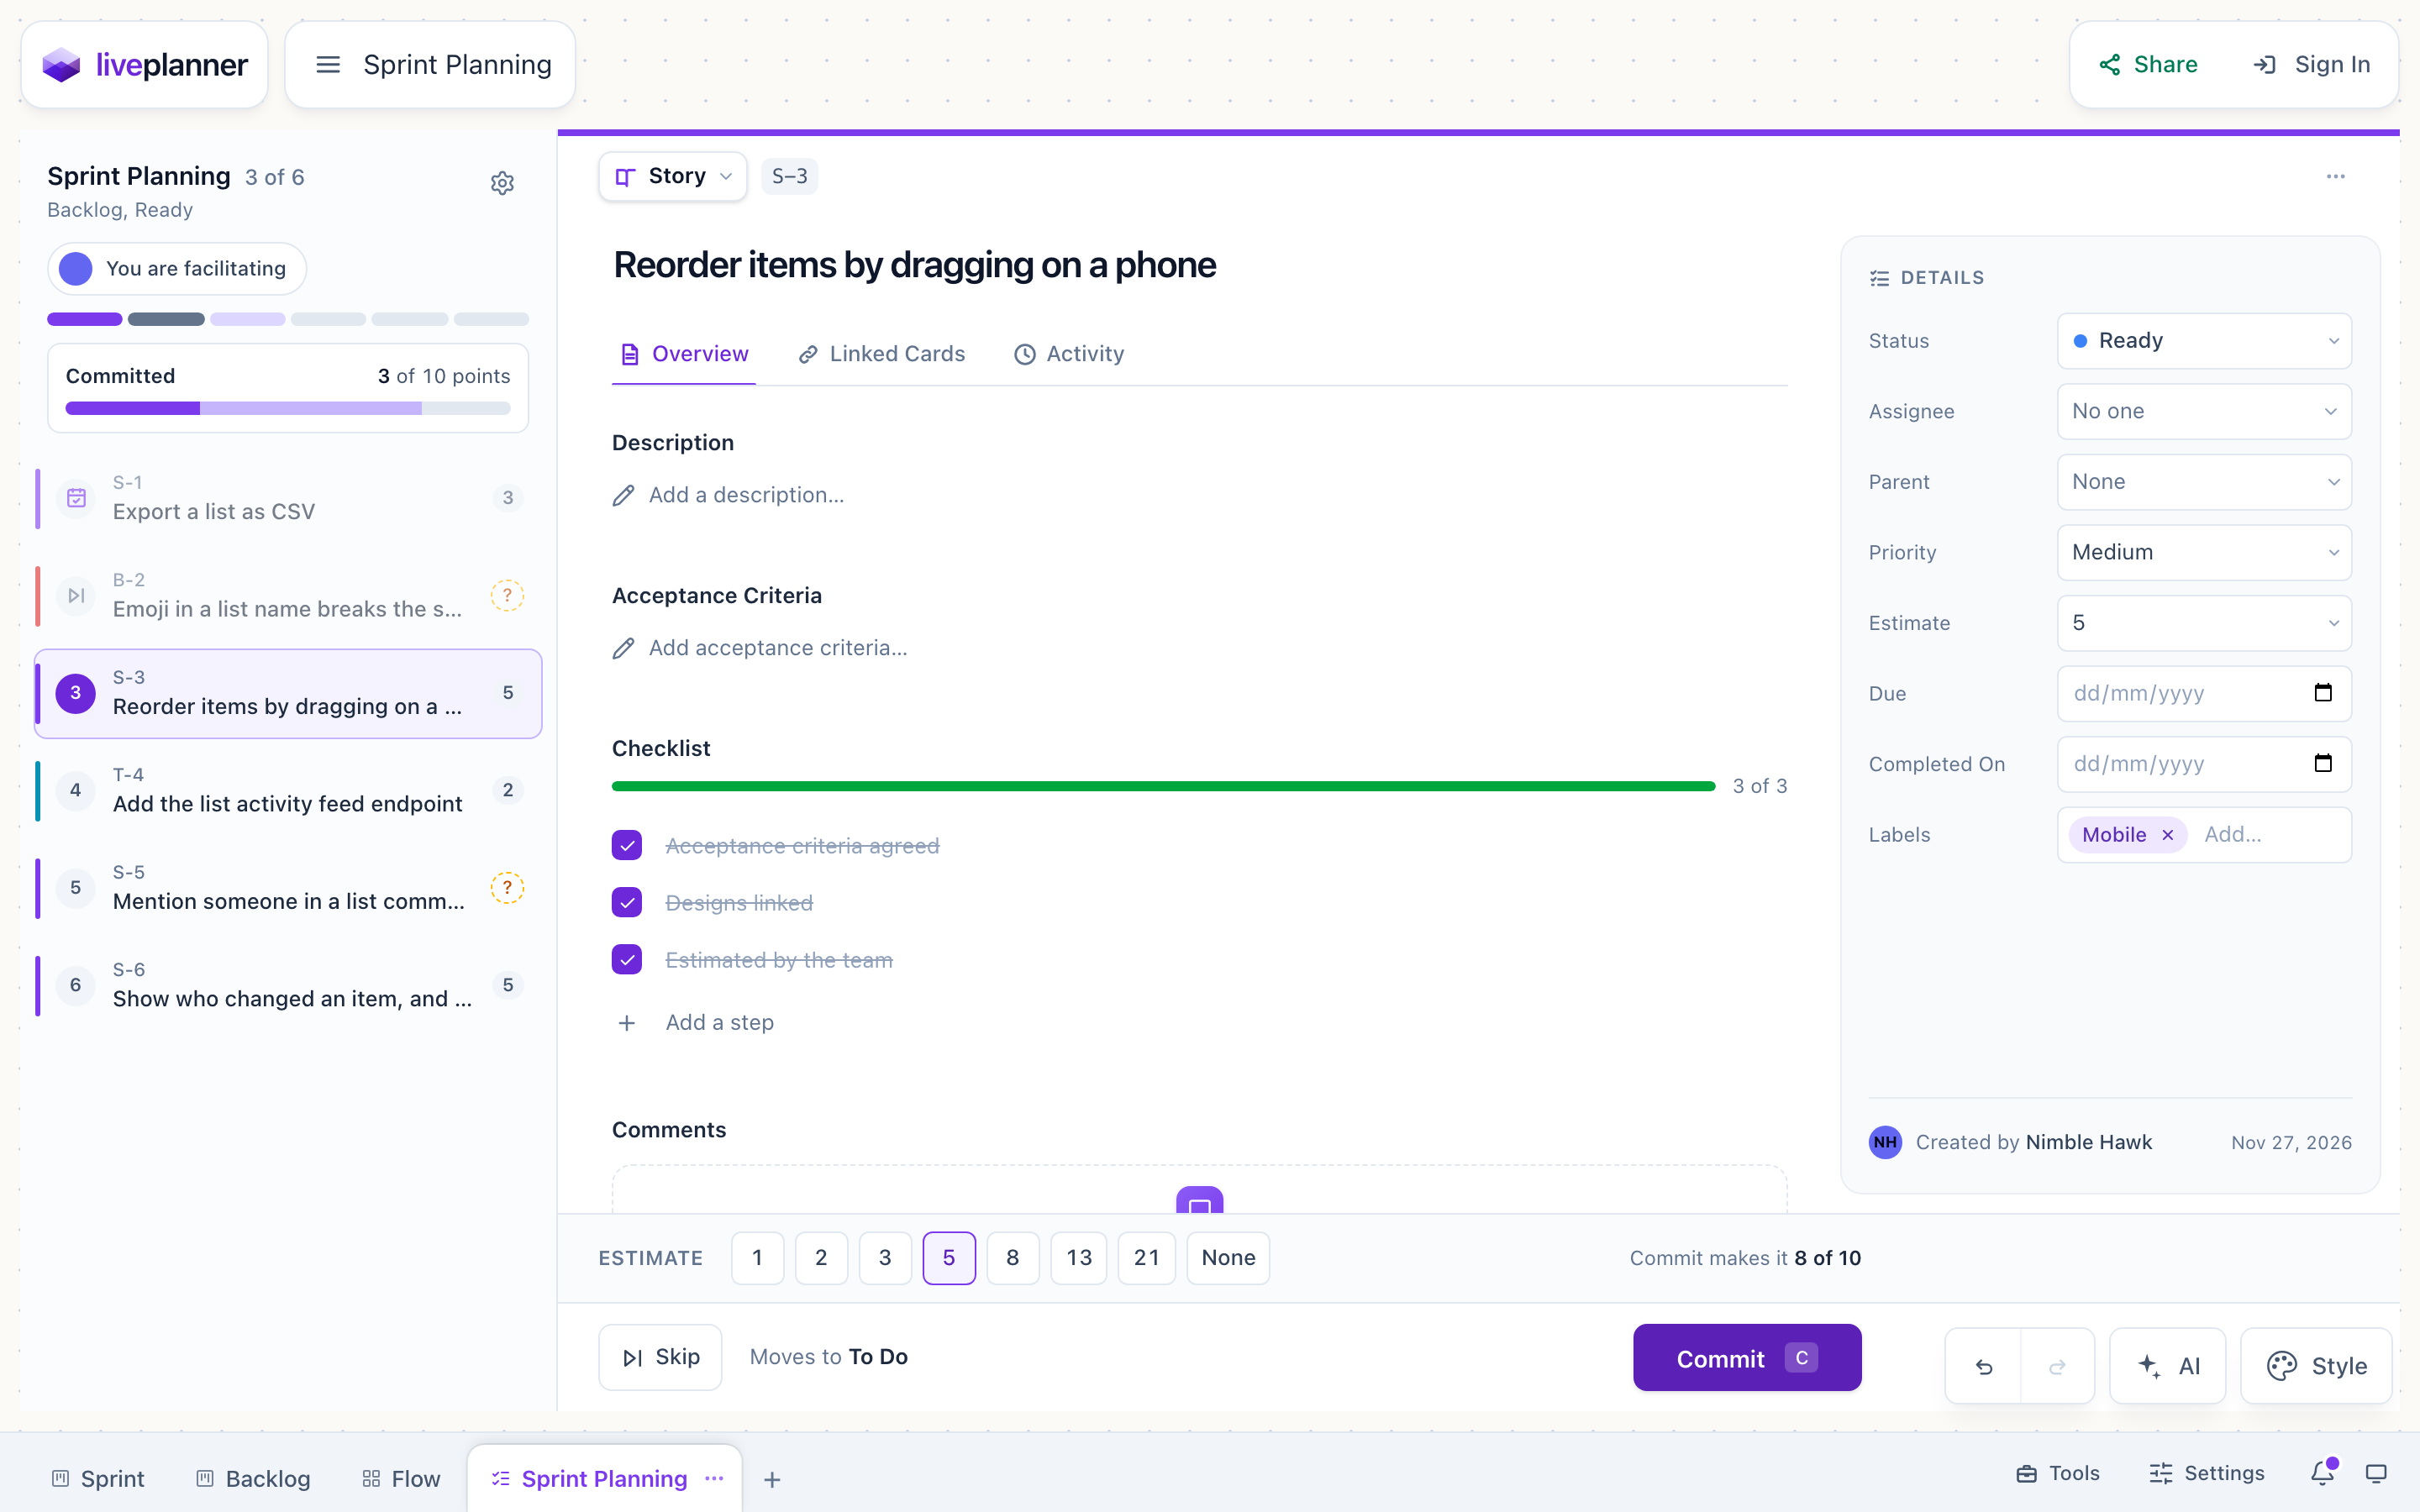 liveplanner
Sprint Planning
Share
Sign In
Sprint Planning 3 of 6
Backlog, Ready
You are facilitating
Committed 3 of 10 points
S-1
Export a list as CSV
3
B-2
Emoji in a list name breaks the s...
?
3
S-3
Reorder items by dragging on a ...
5
4
T-4
Add the list activity feed endpoint
2
5
S-5
Mention someone in a list comm...
?
6
S-6
Show who changed an item, and ...
5
Story
S-3
Reorder items by dragging on a phone
Overview
Linked Cards
Activity
Description
Add a description...
Acceptance Criteria
Add acceptance criteria...
Checklist
3 of 3
Acceptance criteria agreed
Designs linked
Estimated by the team
Add a step
Comments
DETAILS
Status Ready
Assignee No one
Parent None
Priority Medium
Estimate 5
Due dd/mm/yyyy
Completed On dd/mm/yyyy
Labels Mobile × Add...
NH Created by Nimble Hawk Nov 27, 2026
ESTIMATE 1 2 3 5 8 13 21 None
Commit makes it 8 of 10
Skip Moves to To Do
Commit C
AI
Style
Sprint
Backlog
Flow
Sprint Planning
Tools
Settings